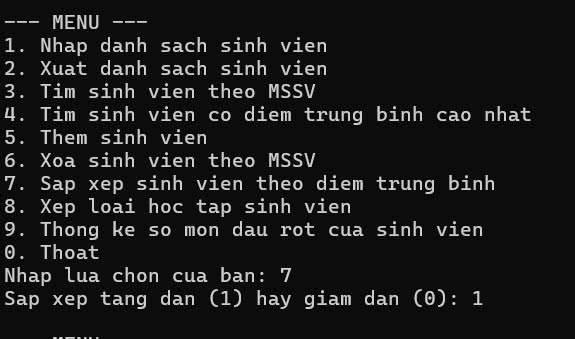 --- MENU ---
1. Nhap danh sach sinh vien
2. Xuat danh sach sinh vien
3. Tim sinh vien theo MSSV
4. Tim sinh vien co diem trung binh cao nhat
5. Them sinh vien
6. Xoa sinh vien theo MSSV
7. Sap xep sinh vien theo diem trung binh
8. Xep loai hoc tap sinh vien
9. Thong ke so mon dau rot cua sinh vien
0. Thoat
Nhap lua chon cua ban: 7
Sap xep tang dan (1) hay giam dan (0): 1
MENU